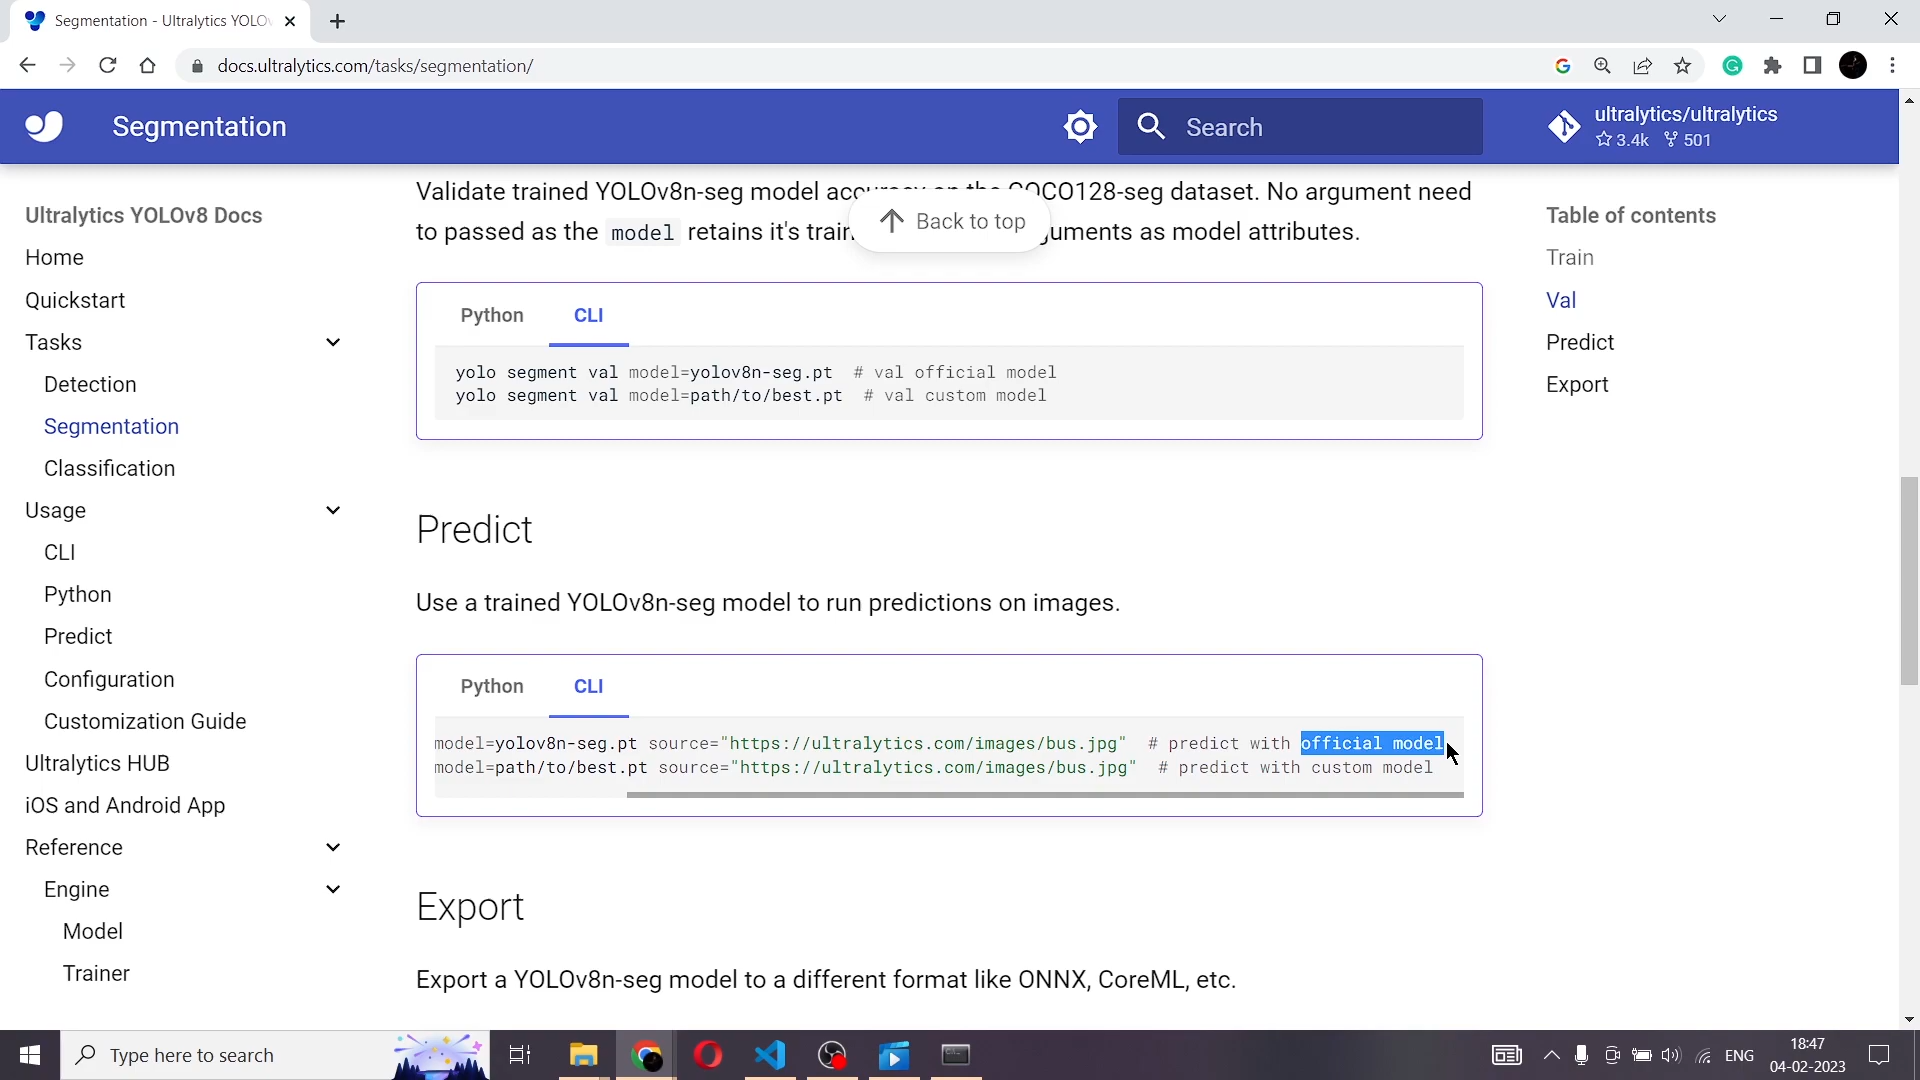 Segmentation - Ultralytics YOLOv
docs.ultralytics.com/tasks/segmentation/
Segmentation
Search
ultralytics/ultralytics
3.4k 501
Ultralytics YOLOv8 Docs
Home
Quickstart
Tasks
Detection
Segmentation
Classification
Usage
CLI
Python
Predict
Configuration
Customization Guide
Ultralytics HUB
iOS and Android App
Reference
Engine
Model
Trainer
Validate trained YOLOv8n-seg model accuracy on the COCO128-seg dataset. No argument need
to passed as the model retains it's train guments as model attributes.
Back to top
Python CLI
yolo segment val model=yolov8n-seg.pt # val official model
yolo segment val model=path/to/best.pt # val custom model
Predict
Use a trained YOLOv8n-seg model to run predictions on images.
Python CLI
model=yolov8n-seg.pt source="https://ultralytics.com/images/bus.jpg" # predict with official model
model=path/to/best.pt source="https://ultralytics.com/images/bus.jpg" # predict with custom model
Export
Export a YOLOv8n-seg model to a different format like ONNX, CoreML, etc.
Table of contents
Train
Val
Predict
Export
Type here to search
ENG
18:47
04-02-2023